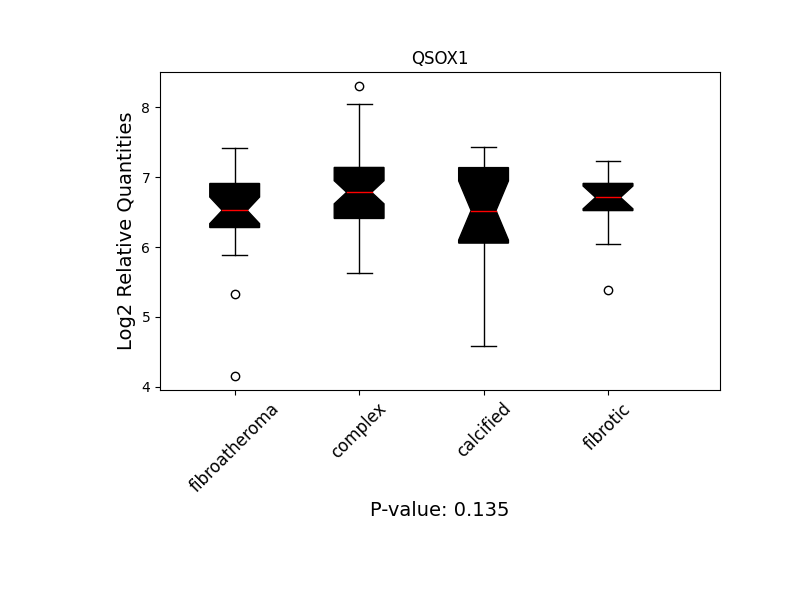 QSOX1
Log2 Relative Quantities
8
7
6
5
4
fibroatheroma
complex
calcified
fibrotic
P-value: 0.135